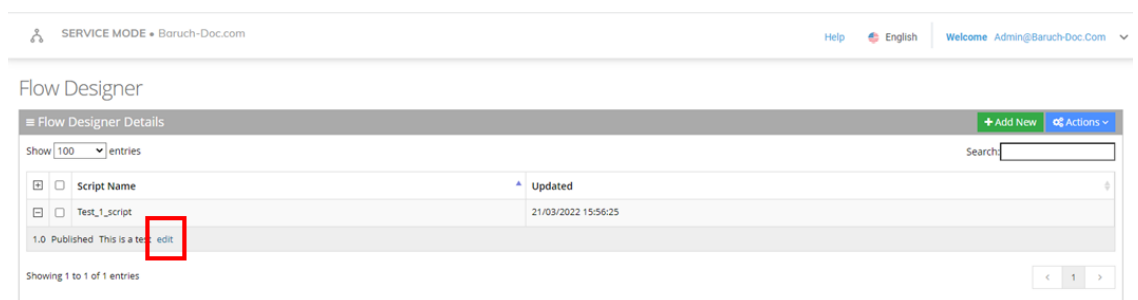 SERVICE MODE • Baruch-Doc.com
Help English Welcome Admin@Baruch-Doc.Com
Flow Designer
Flow Designer Details + Add New Actions
Show 100 entries Search:
Script Name Updated
Test_1_script 21/03/2022 15:56:25
1.0 Published This is a test edit
Showing 1 to 1 of 1 entries < 1 >